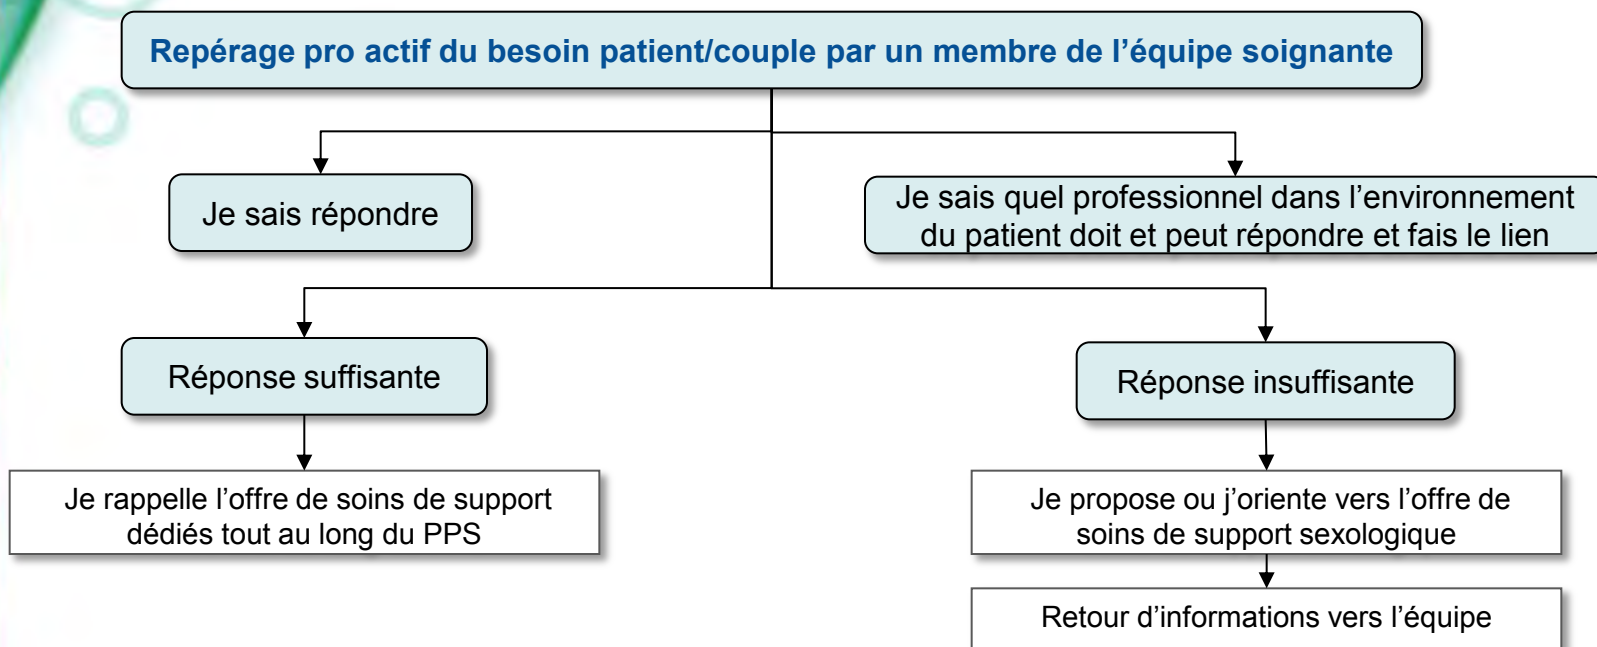 Repérage pro actif du besoin patient/couple par un membre de l’équipe soignante
Je sais répondre
Je sais quel professionnel dans l’environnement
du patient doit et peut répondre et fais le lien
Réponse suffisante
Réponse insuffisante
Je rappelle l’offre de soins de support
dédiés tout au long du PPS
Je propose ou j’oriente vers l’offre de
soins de support sexologique
Retour d’informations vers l’équipe